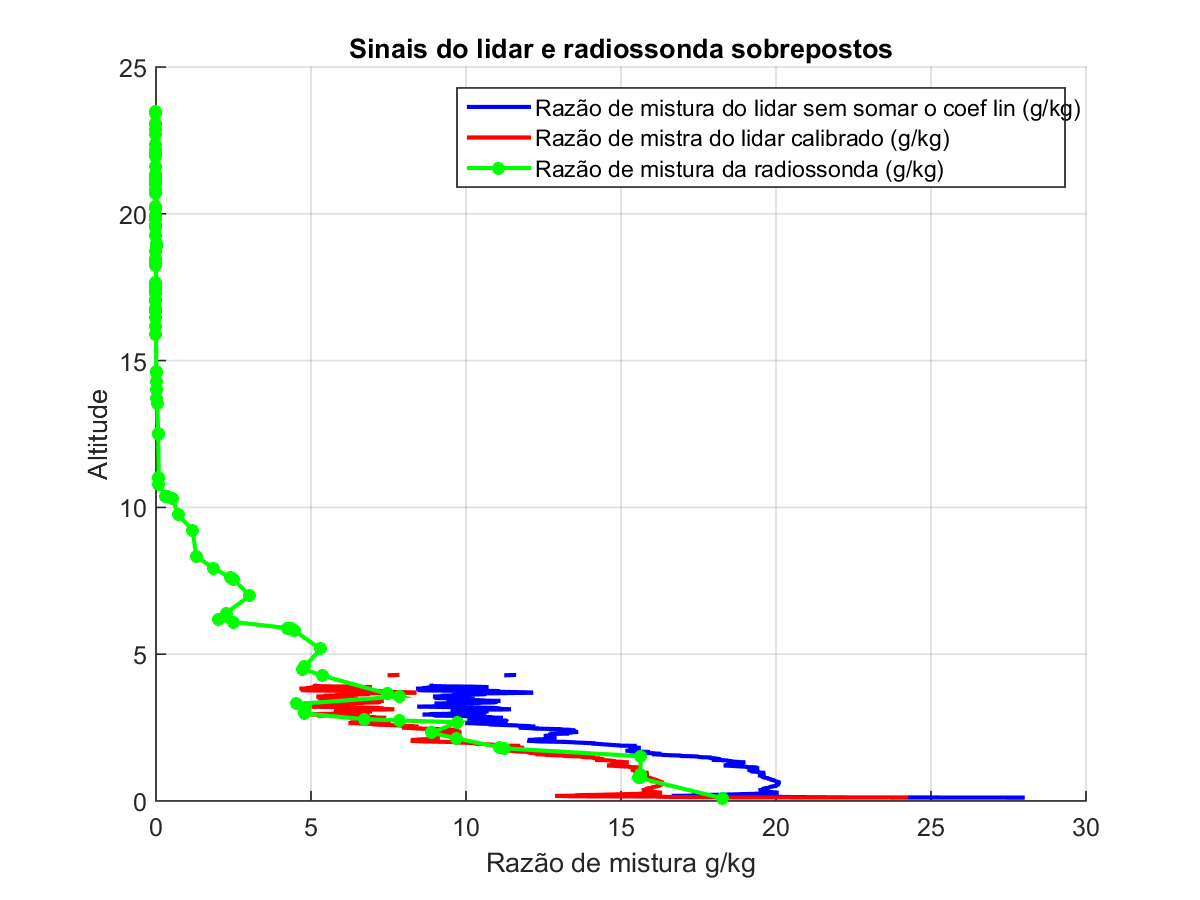 Sinais do lidar e radiossonda sobrepostos
25
20
15
10
5
0
Altitude
Razão de mistura do lidar sem somar o coef lin (g/kg)
Razão de mistra do lidar calibrado (g/kg)
Razão de mistura da radiossonda (g/kg)
0 5 10 15 20 25 30
Razão de mistura g/kg